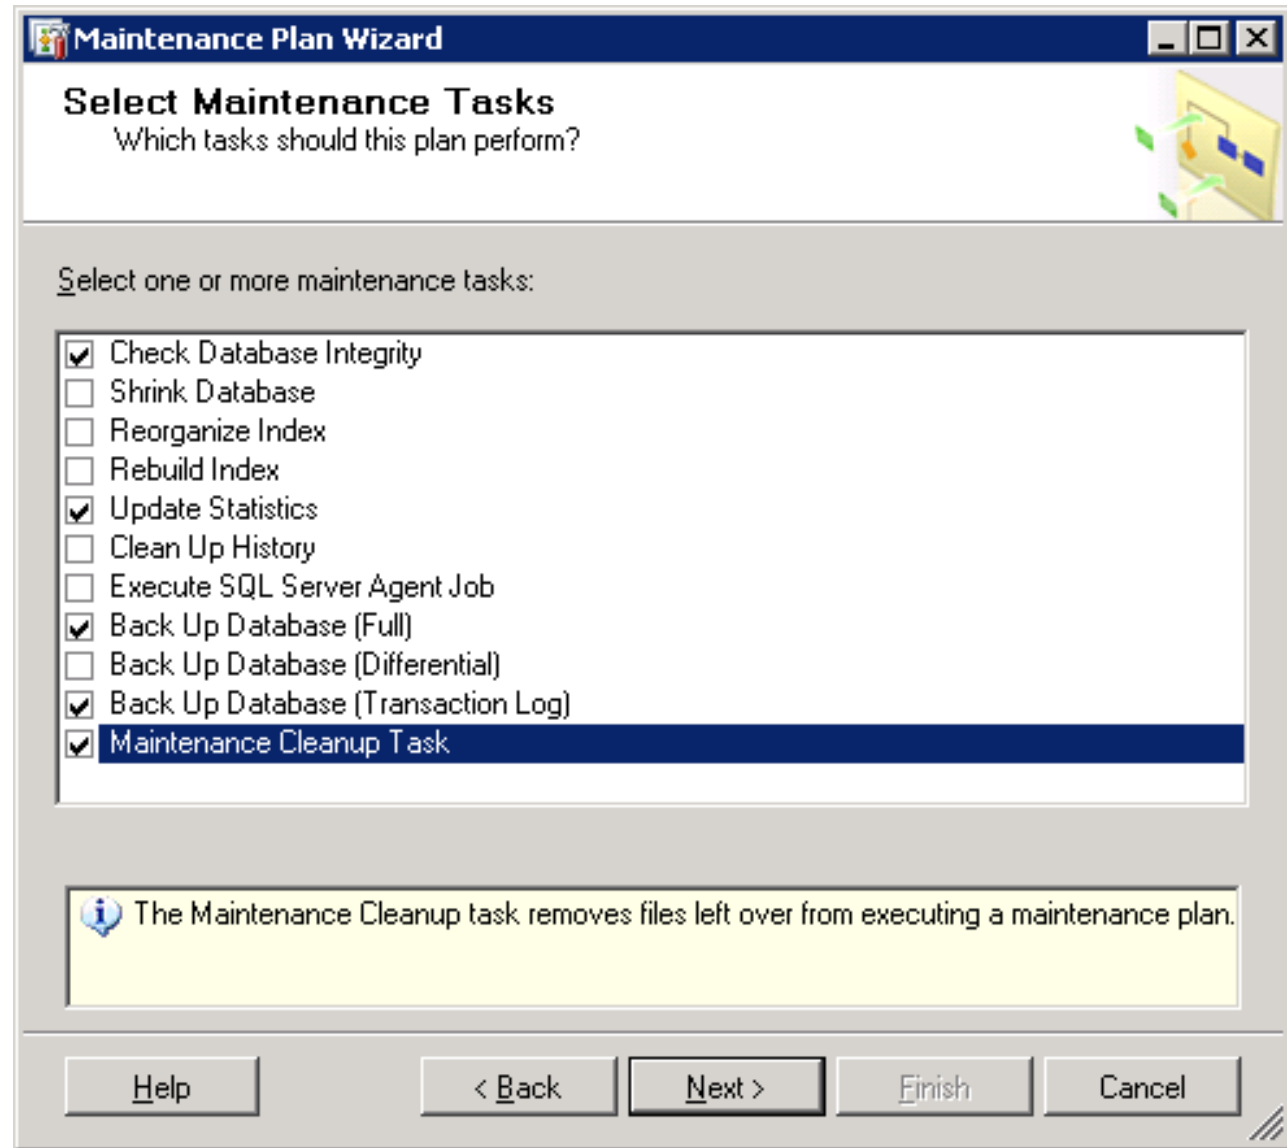 Maintenance Plan Wizard
Select Maintenance Tasks
Which tasks should this plan perform?
Select one or more maintenance tasks:
Check Database Integrity
Shrink Database
Reorganize Index
Rebuild Index
Update Statistics
Clean Up History
Execute SQL Server Agent Job
Back Up Database (Full)
Back Up Database (Differential)
Back Up Database (Transaction Log)
Maintenance Cleanup Task
The Maintenance Cleanup task removes files left over from executing a maintenance plan.
Help < Back Next > Finish Cancel